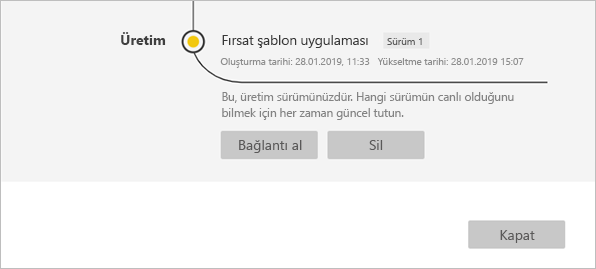 Üretim
Fırsat şablon uygulaması Sürüm 1
Oluşturma tarihi: 28.01.2019, 11:33 Yükseltme tarihi: 28.01.2019 15:07
Bu, üretim sürümünüzdür. Hangi sürümün canlı olduğunu
bilmek için her zaman güncel tutun.
Bağlantı al Sil
Kapat